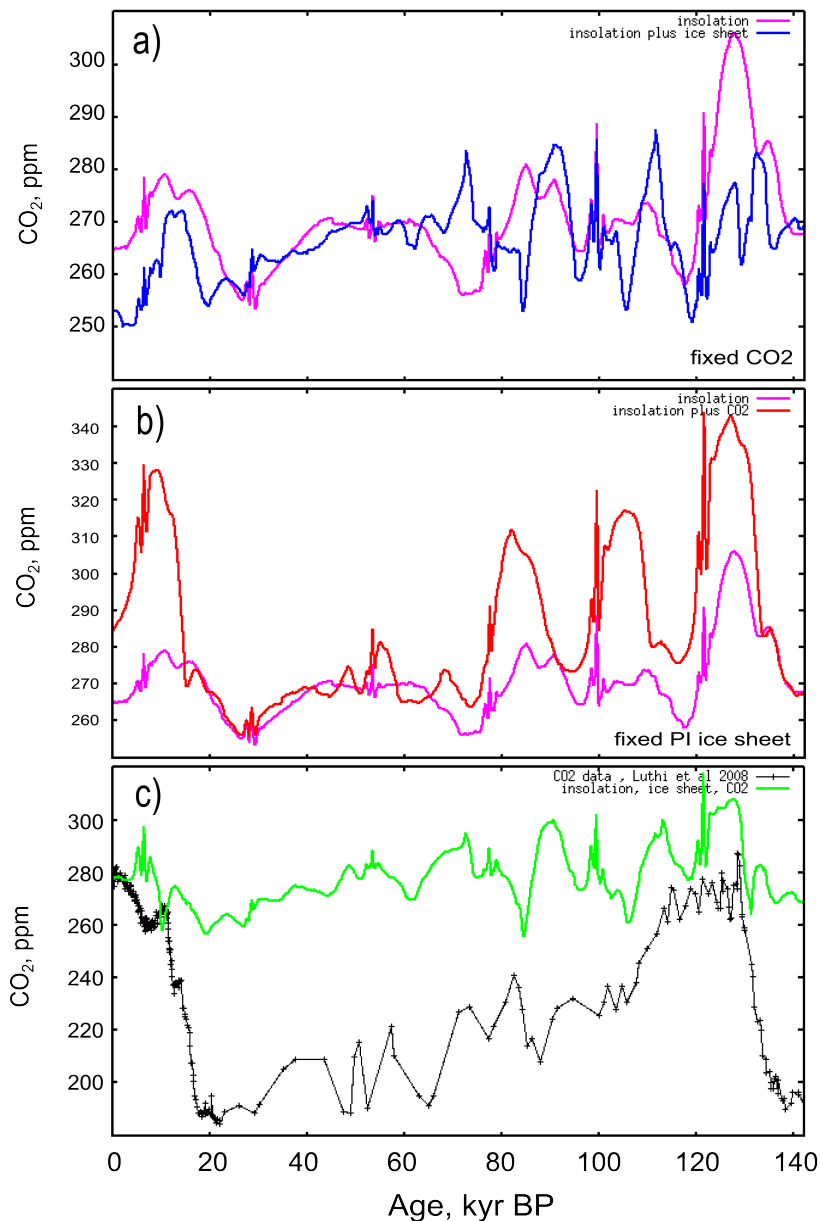 a)
insolation
insolation plus ice sheet
310
300
290
280
270
260
250
CO2, ppm
fixed CO2
b)
insolation
insolation plus CO2
340
330
320
310
300
290
280
270
260
CO2, ppm
fixed PI ice sheet
c)
CO2 data , Luthi et al 2008
insolation, ice sheet, CO2
300
280
260
240
220
200
CO2, ppm
0 20 40 60 80 100 120 140
Age, kyr BP